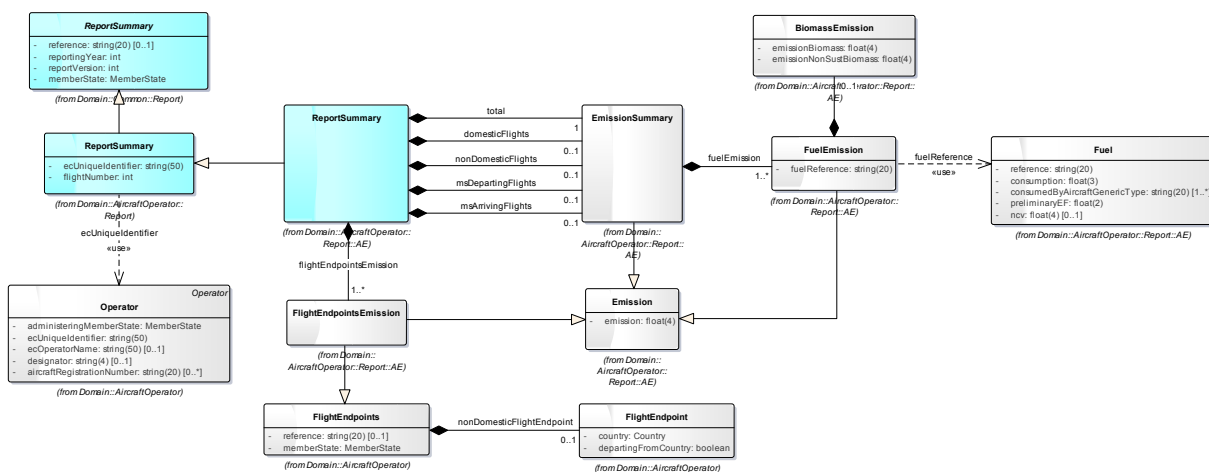 ReportSummary
- reference: string(20) [0..1]
- reportingYear: int
- reportVersion: int
- memberState: MemberState
(from Domain::Common::Report)
ReportSummary
- ecUniqueIdentifier: string(50)
- flightNumber: int
(from Domain::AircraftOperator::
Report)
ecUniqueIdentifier
«use»
Operator
Operator
- administeringMemberState: MemberState
- ecUniqueIdentifier: string(50)
- ecOperatorName: string(50) [0..1]
- designator: string(4) [0..1]
- aircraftRegistrationNumber: string(20) [0..*]
(from Domain::AircraftOperator)
ReportSummary
(from Domain::AircraftOperator::
Report::AE)
total
1
domesticFlights
0..1
nonDomesticFlights
0..1
msDepartingFlights
0..1
msArrivingFlights
0..1
flightEndpointsEmission
1..*
EmissionSummary
(from Domain::
AircraftOperator::Report::
AE)
fuelEmission
1..*
BiomassEmission
- emissionBiomass: float(4)
- emissionNonSustBiomass: float(4)
(from Domain::Aircraft0..1rator::Report::
AE)
FuelEmission
- fuelReference: string(20)
(from Domain::AircraftOperator::
Report::AE)
fuelReference
«use»
Fuel
- reference: string(20)
- consumption: float(3)
- consumedByAircraftGenericType: string(20) [1..*]
- preliminaryEF: float(2)
- ncv: float(4) [0..1]
(from Domain::AircraftOperator::Report::AE)
FlightEndpointsEmission
(from Domain::
AircraftOperator::Report::AE)
Emission
- emission: float(4)
(from Domain::
AircraftOperator::
Report::AE)
FlightEndpoints
- reference: string(20) [0..1]
- memberState: MemberState
(from Domain::AircraftOperator)
nonDomesticFlightEndpoint
0..1
FlightEndpoint
- country: Country
- departingFromCountry: boolean
(from Domain::AircraftOperator)